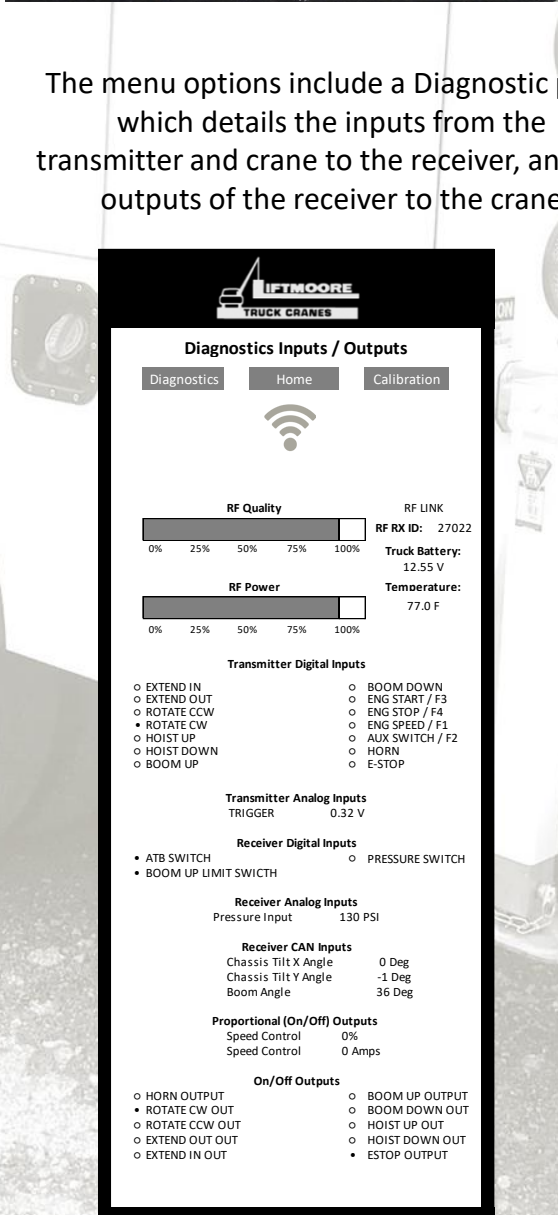 The menu options include a Diagnostic
which details the inputs from the
transmitter and crane to the receiver, an
outputs of the receiver to the crane
LIFTMOORE
TRUCK CRANES
Diagnostics Inputs / Outputs
Diagnostics Home Calibration
RF Quality RF LINK
RF RX ID: 27022
0% 25% 50% 75% 100% Truck Battery:
12.55 V
RF Power Temperature:
77.0 F
0% 25% 50% 75% 100%
Transmitter Digital Inputs
EXTEND IN BOOM DOWN
EXTEND OUT ENG START / F3
ROTATE CCW ENG STOP / F4
ROTATE CW ENG SPEED / F1
HOIST UP AUX SWITCH / F2
HOIST DOWN HORN
BOOM UP E-STOP
Transmitter Analog Inputs
TRIGGER 0.32 V
Receiver Digital Inputs
ATB SWITCH PRESSURE SWITCH
BOOM UP LIMIT SWICTH
Receiver Analog Inputs
Pressure Input 130 PSI
Receiver CAN Inputs
Chassis Tilt X Angle 0 Deg
Chassis Tilt Y Angle -1 Deg
Boom Angle 36 Deg
Proportional (On/Off) Outputs
Speed Control 0%
Speed Control 0 Amps
On/Off Outputs
HORN OUTPUT BOOM UP OUTPUT
ROTATE CW OUT BOOM DOWN OUT
ROTATE CCW OUT HOIST UP OUT
EXTEND OUT OUT HOIST DOWN OUT
EXTEND IN OUT ESTOP OUTPUT